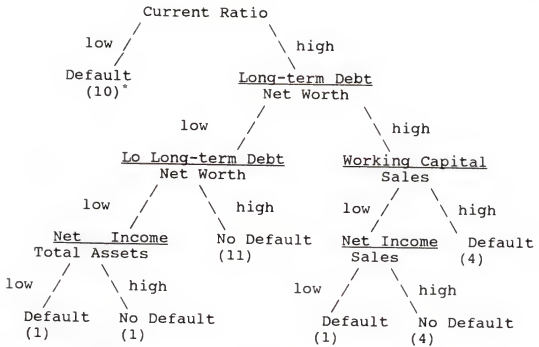 Current Ratio
low high
Default
(10)*
Long-term Debt
Net Worth
low high
Lo Long-term Debt
Net Worth
Working Capital
Sales
low high
low high
Net Income
Total Assets
No Default
(11)
Net Income
Sales
Default
(4)
low high
low high
Default
(1)
No Default
(1)
Default
(1)
No Default
(4)